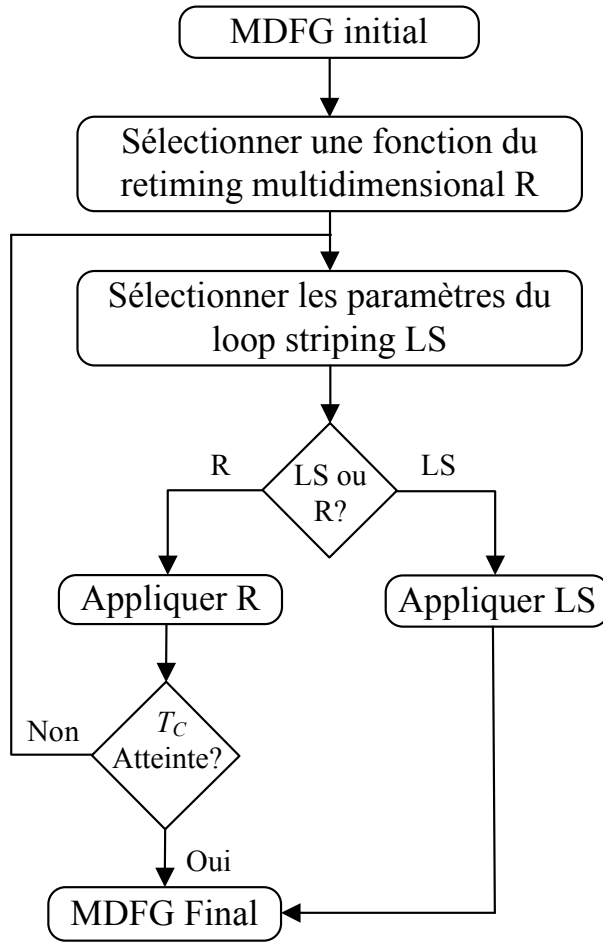 MDFG initial
Sélectionner une fonction du
retiming multidimensional R
Sélectionner les paramètres du
loop striping LS
R
LS ou
R?
LS
Appliquer R
Appliquer LS
Non
T_C
Atteinte?
Oui
MDFG Final